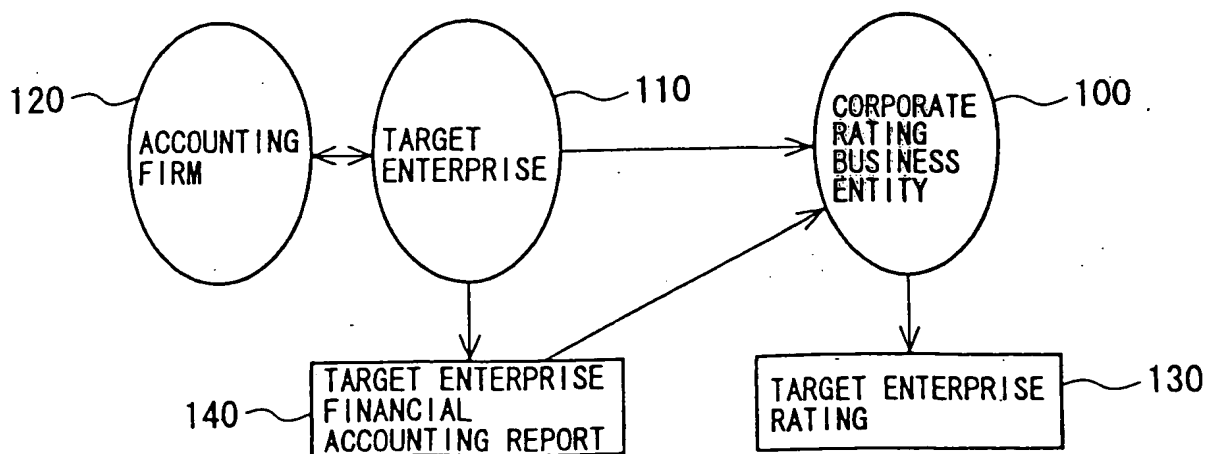 120
ACCOUNTING
FIRM
110
TARGET
ENTERPRISE
100
CORPORATE
RATING
BUSINESS
ENTITY
140
TARGET ENTERPRISE
FINANCIAL
ACCOUNTING REPORT
130
TARGET ENTERPRISE
RATING